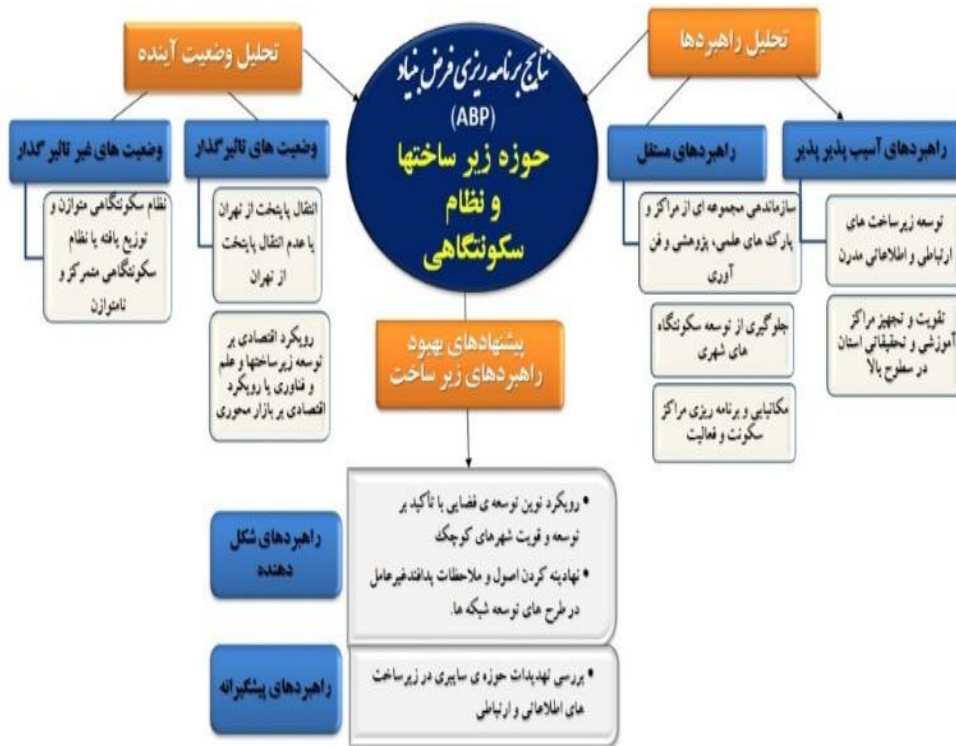 نتایج برنامه ریزی فرض بنیاد
(ABP)
حوزه زیر ساختها
و نظام
سکونتگاهی
تحلیل راهبردها
راهبردهای آسیب پذیر پذیر
توسعه زیرساخت های
ارتباطی و اطلاعاتی مدرن
تقویت و تجهیز مراکز
آموزشی و تحقیقاتی استان
در سطوح بالا
راهبردهای مستقل
سازماندهی مجموعه ای از مراکز و
پارک های علمی، پژوهشی و فن
آوری
جلوگیری از توسعه سکونتگاه
های شهری
مکانیابی و برنامه ریزی مراکز
سکونت و فعالیت
تحلیل وضعیت آینده
وضعیت های تاثیر گذار
انتقال پایتخت از تهران
یا عدم انتقال پایتخت
از تهران
رویکرد اقتصادی بر
توسعه زیرساختها و علم
و فناوری یا رویکرد
اقتصادی بر بازار محوری
وضعیت های غیر تاثیر گذار
نظام سکونتگاهی متوازن و
توزیع یافته یا نظام
سکونتگاهی متمرکز و
نامتوازن
پیشنهادهای بهبود
راهبردهای زیر ساخت
راهبردهای شکل
دهنده
• رویکرد نوین توسعه ی فضایی با تأکید بر
توسعه و قویت شهرهای کوچک
• نهادینه کردن اصول و ملاحظات پدافندغیرعامل
در طرح های توسعه شبکه ها.
راهبردهای پیشگیرانه
• بررسی تهدیدات حوزه ی سایبری در زیرساخت
های اطلاعاتی و ارتباطی